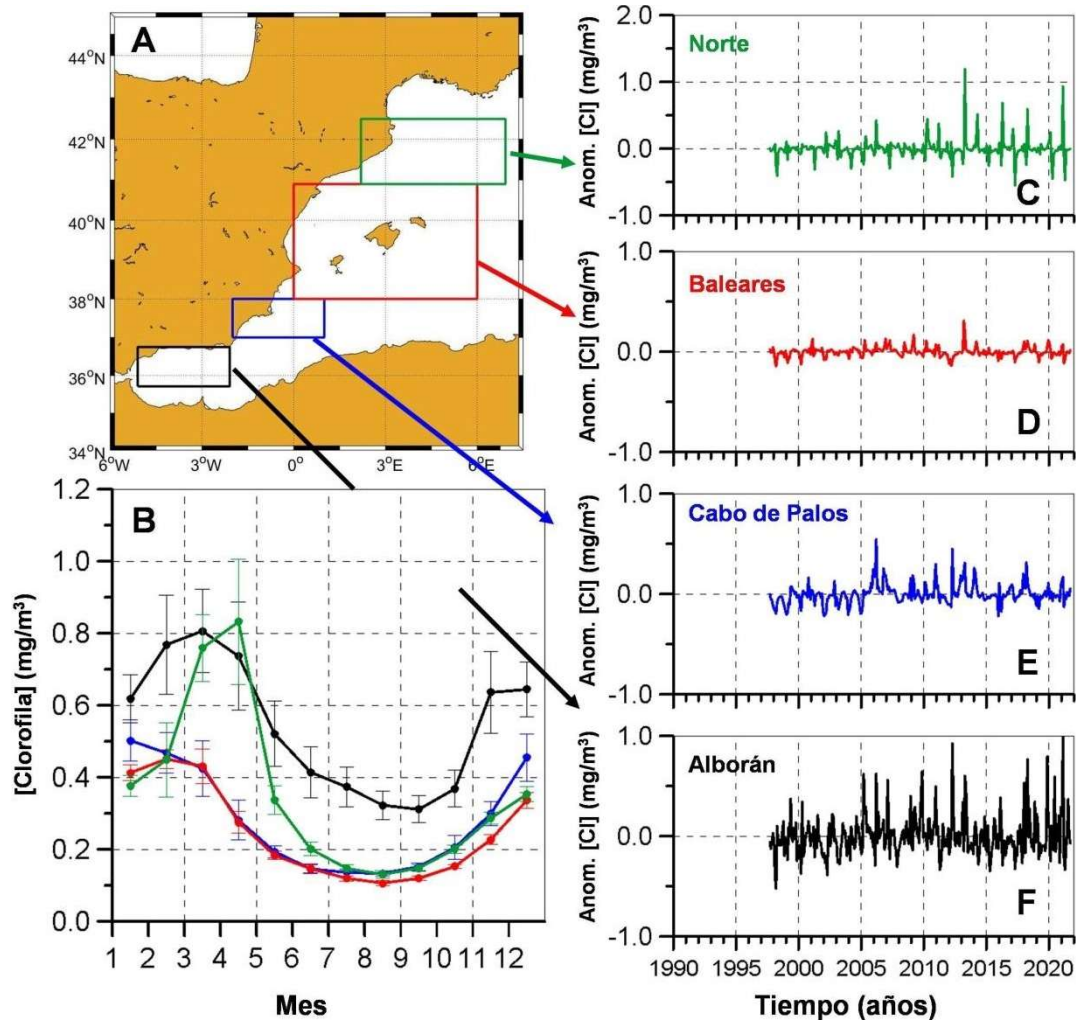 A
44°N
42°N
40°N
38°N
36°N
34°N
6°W
3°W
0°
3°E
6°E
B
1.2
1.0
0.8
0.6
0.4
0.2
0.0
[Clorofila] (mg/m³)
1 2 3 4 5 6 7 8 9 10 11 12
Mes
Norte
2.0
1.0
0.0
-1.0
Anom. [Cl] (mg/m³)
C
Baleares
1.0
0.0
-1.0
Anom. [Cl] (mg/m³)
D
Cabo de Palos
1.0
0.0
-1.0
Anom. [Cl] (mg/m³)
E
Alborán
1.0
0.0
-1.0
Anom. [Cl] (mg/m³)
F
1990 1995 2000 2005 2010 2015 2020
Tiempo (años)